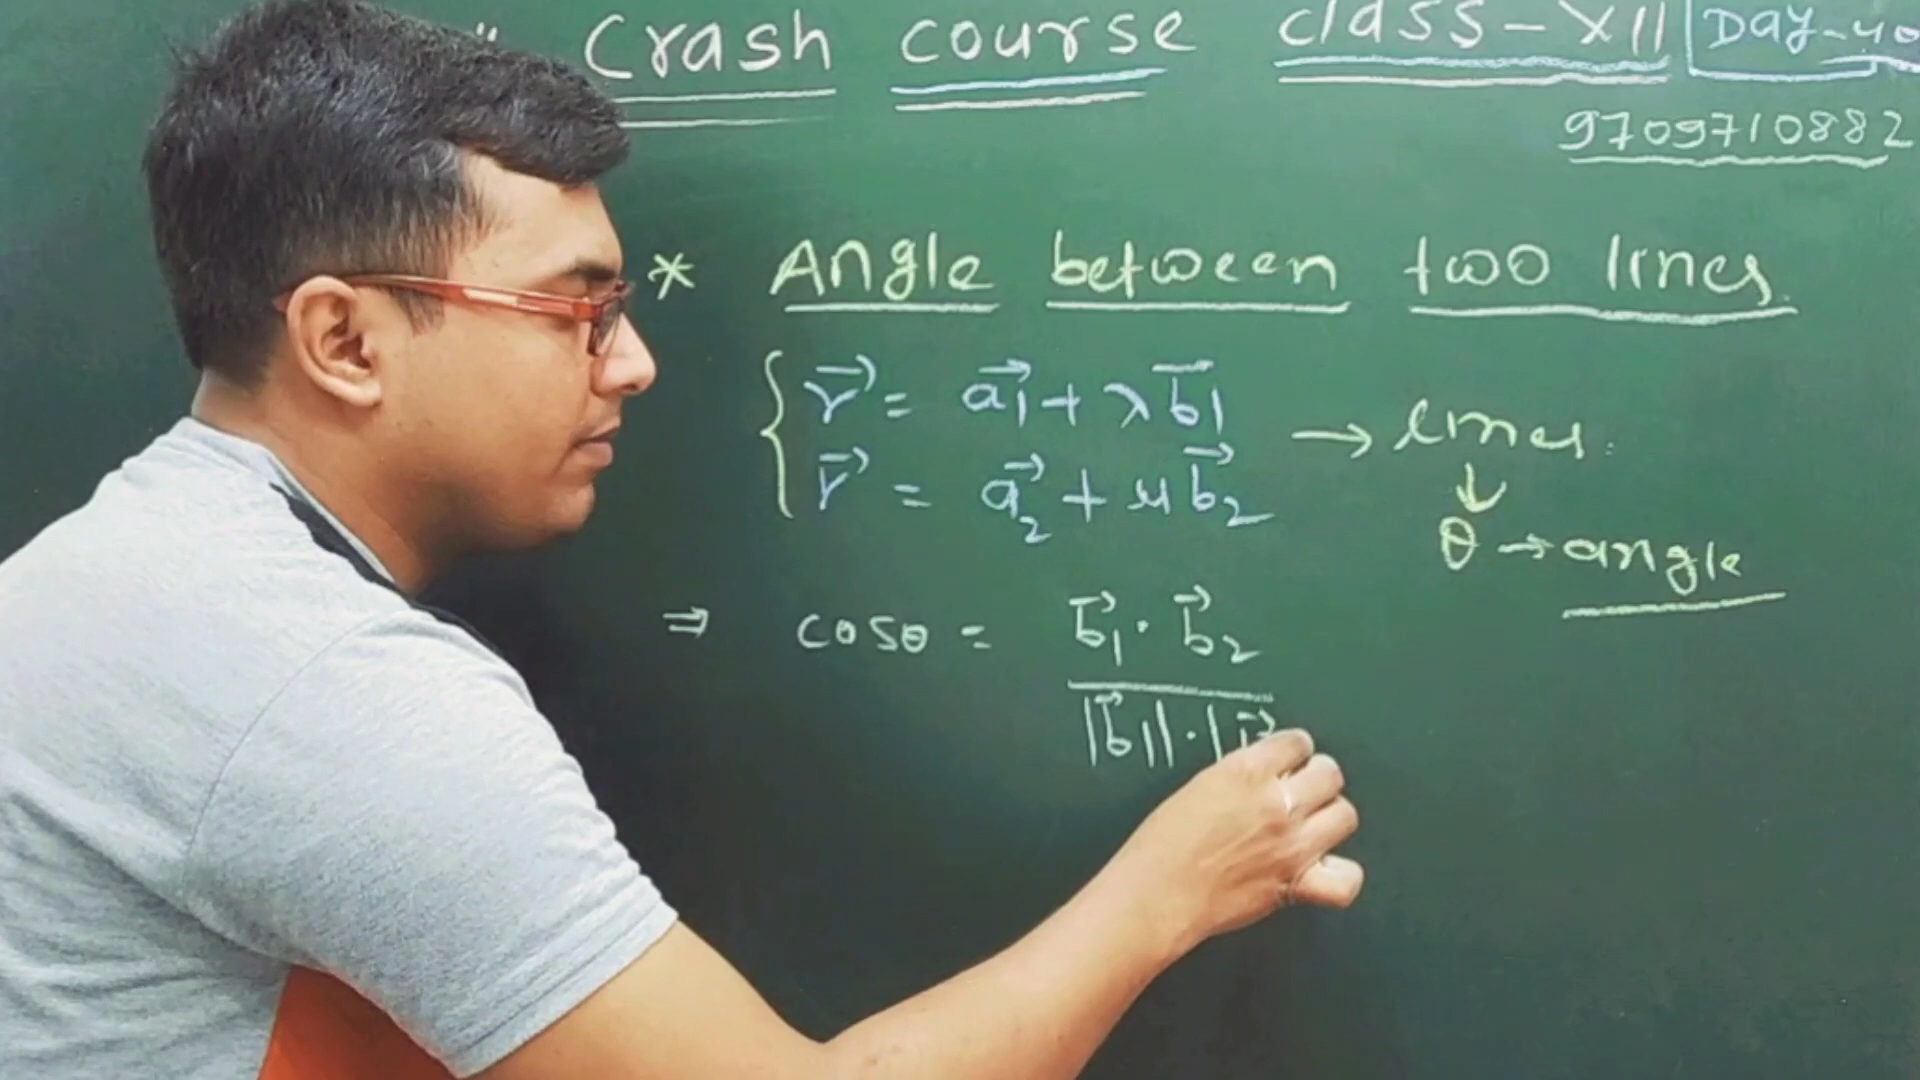 " Crash course class-XII Day-40
9709710882
* Angle between two lines.
r⃗ = a⃗1 + λb⃗1
r⃗ = a⃗2 + μb⃗2
→ lines.
↓
θ → angle
⇒ cosθ = b⃗1 · b⃗2
|b⃗1| · |